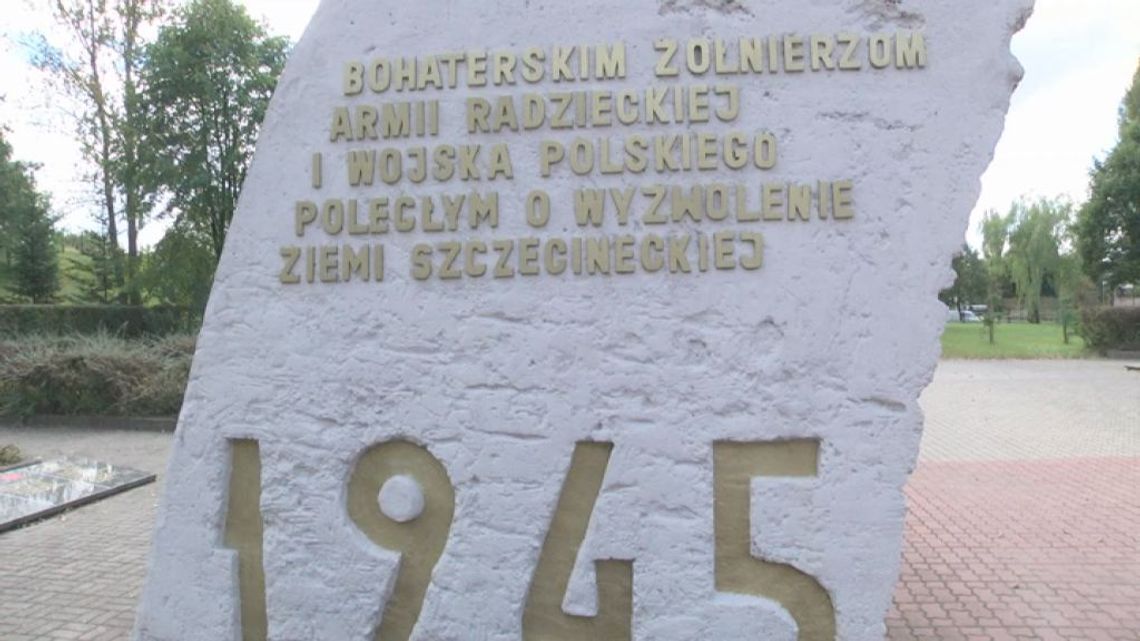 BOHATERSKIM ŻOŁNIERZOM
ARMII RADZIECKIEJ
I WOJSKA POLSKIEGO
POLEGŁYM O WYZWOLENIE
ZIEMI SZCZECINECKIEJ
1945